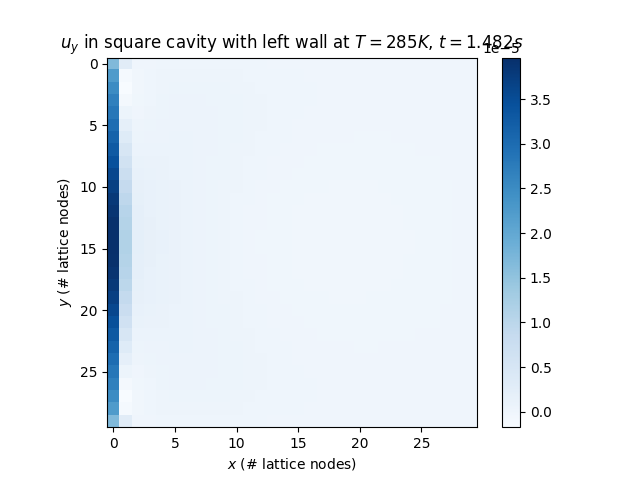 u_y in square cavity with left wall at T = 285K, t = 1.482s
1e−5
0
5
10
15
20
25
y (# lattice nodes)
0 5 10 15 20 25
x (# lattice nodes)
3.5
3.0
2.5
2.0
1.5
1.0
0.5
0.0